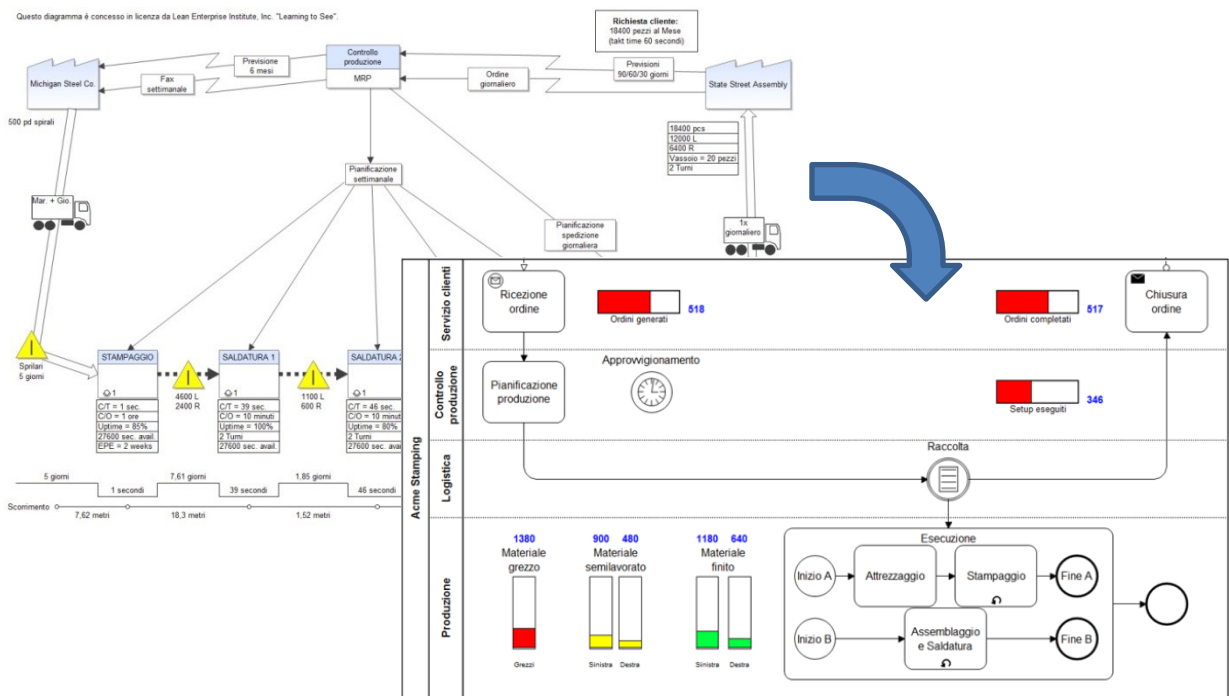 Questo diagramma é concesso in licenza da Lean Enterprise Institute, Inc. "Learning to See".
Richiesta cliente:
18400 pezzi al Mese
(takt time 60 secondi)
Michigan Steel Co.
Previsione
6 mesi
Fax
settimanale
Controllo
produzione
MRP
Ordine
giornaliero
Previsioni
90/60/30 giorni
State Street Assembly
500 pd spirali
18400 pcs
12000 L
6400 R
Vassoio = 20 pezzi
2 Turni
Pianificazione
settimanale
Mar. + Gio.
Pianificazione
spedizione
giornaliera
1x
giornaliero
I
Sprilari
5 giorni
STAMPAGGIO
1
C/T = 1 sec.
C/O = 1 ore
Uptime = 85%
27600 sec. avail.
EPE = 2 weeks
I
4600 L
2400 R
SALDATURA 1
1
C/T = 39 sec.
C/O = 10 minuti
Uptime = 100%
2 Turni
27600 sec. avail.
I
1100 L
600 R
SALDATURA 2
1
C/T = 46 sec.
C/O = 10 minut
Uptime = 80%
2 Turni
27600 sec. avai
5 giorni
1 secondi
7,61 giorni
39 secondi
1,85 giorni
46 secondi
Scorrimento
7,62 metri
18,3 metri
1,52 metri
Acme Stamping
Servizio clienti
Ricezione
ordine
518
Ordini generati
517
Ordini completati
Chiusura
ordine
Controllo
produzione
Pianificazione
produzione
Approvvigionamento
346
Setup eseguiti
Logistica
Raccolta
Produzione
1380
Materiale
grezzo
Grezzi
900 480
Materiale
semilavorato
Sinistra Destra
1180 640
Materiale
finito
Sinistra Destra
Esecuzione
Inizio A
Attrezzaggio
Stampaggio
Fine A
Inizio B
Assemblaggio
e Saldatura
Fine B